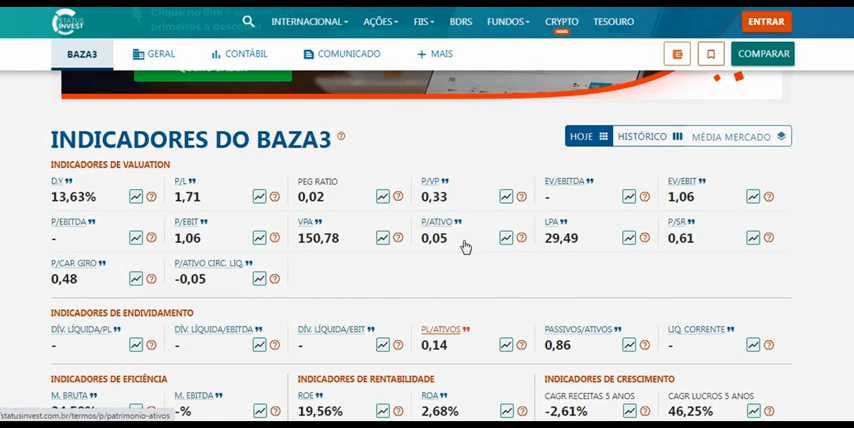 STATUS INVEST
Clique no link
primeiros a
INTERNACIONAL AÇÕES FIIS BDRS FUNDOS CRYPTO TESOURO ENTRAR
BAZA3 GERAL CONTÁBIL COMUNICADO + MAIS COMPARAR
INDICADORES DO BAZA3
HOJE HISTÓRICO MÉDIA MERCADO
INDICADORES DE VALUATION
D.Y P/L PEG RATIO P/VP EV/EBITDA EV/EBIT
13,63% 1,71 0,02 0,33 - 1,06
P/EBITDA P/EBIT VPA P/ATIVO LPA P/SR
- 1,06 150,78 0,05 29,49 0,61
P/CAP. GIRO P/ATIVO CIRC. LIQ.
0,48 -0,05
INDICADORES DE ENDIVIDAMENTO
DÍV. LÍQUIDA/PL DÍV. LÍQUIDA/EBITDA DÍV. LÍQUIDA/EBIT PL/ATIVOS PASSIVOS/ATIVOS LIQ. CORRENTE
- - - 0,14 0,86 -
INDICADORES DE EFICIÊNCIA INDICADORES DE RENTABILIDADE INDICADORES DE CRESCIMENTO
M. BRUTA M. EBITDA ROE ROA CAGR RECEITAS 5 ANOS CAGR LUCROS 5 ANOS
-% 19,56% 2,68% -2,61% 46,25%
/statusinvest.com.br/termos/p/patrimonio-ativos